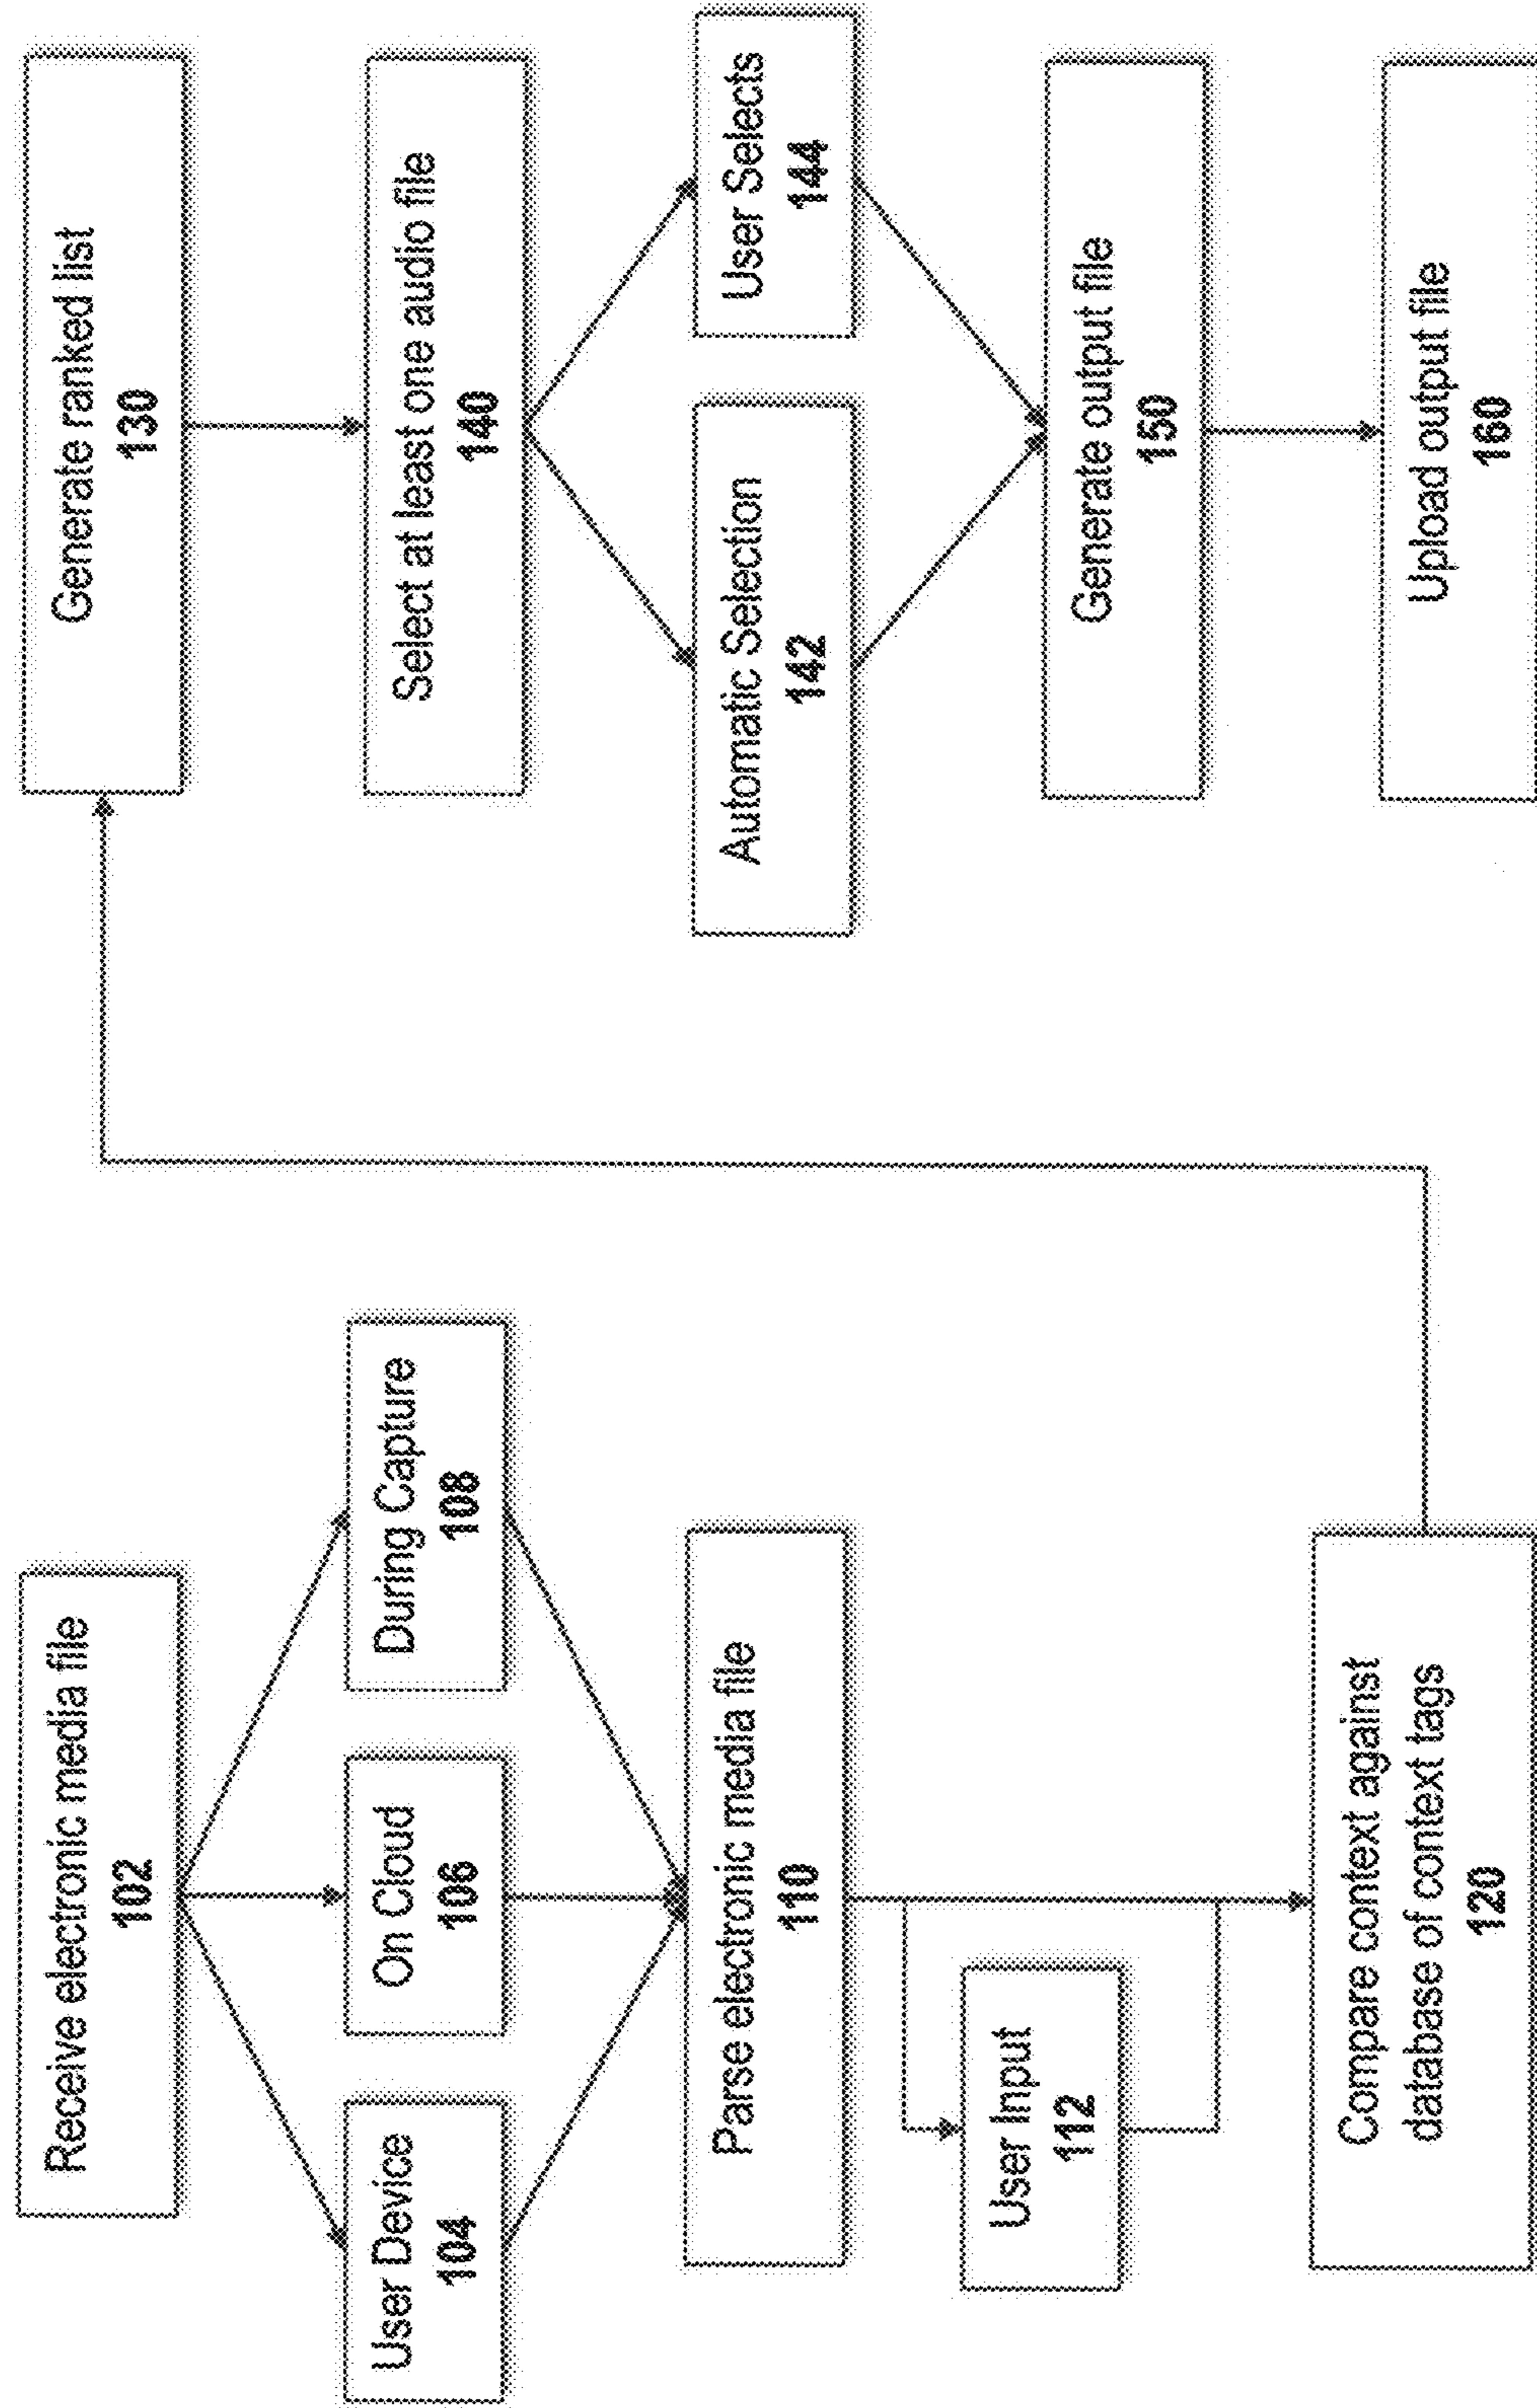 Receive electronic media file
102
User Device
104
On Cloud
106
During Capture
108
Parse electronic media file
110
User Input
112
Compare context against
database of context tags
120
Generate ranked list
130
Select at least one audio file
140
Automatic Selection
142
User Selects
144
Generate output file
150
Upload output file
160